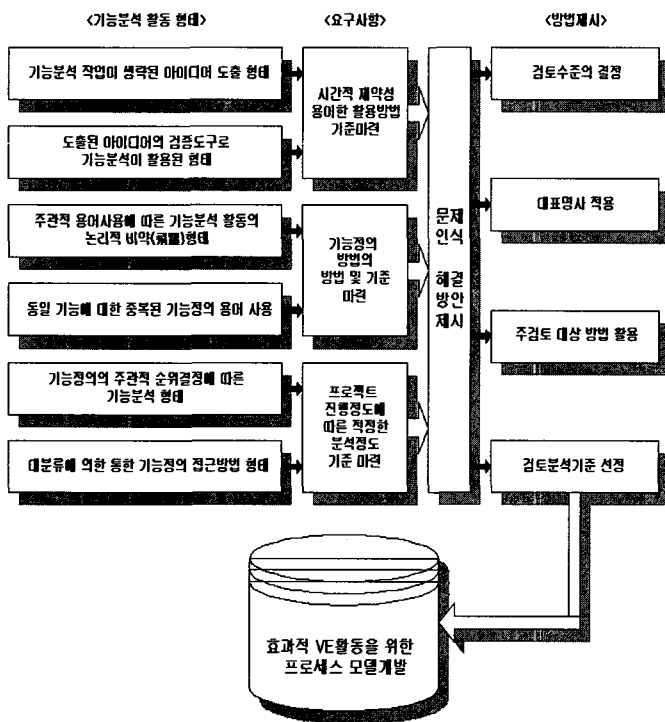 <기능분석 활동 형태>
<요구사항>
<방법제시>
기능분석 작업이 생략된 아이디어 도출 형태
도출된 아이디어의 검증도구로
기능분석이 활용된 형태
주관적 용어사용에 따른 기능분석 활동의
논리적 비약(飛躍)형태
동일 기능에 대한 중복된 기능정의 용어 사용
기능정의의 주관적 순위결정에 따른
기능분석 형태
대분류에 의한 통한 기능정의 접근방법 형태
시간적 제약성
용이한 활용방법
기준마련
기능정의
방법의
방법 및 기준
마련
프로젝트
진행정도에
따른 적정한
분석정도
기준 마련
문제
인식
해결
방안
제시
검토수준의 결정
대표명사 적용
주검토 대상 방법 활용
검토분석기준 선정
효과적 VE활동을 위한
프로세스 모델개발